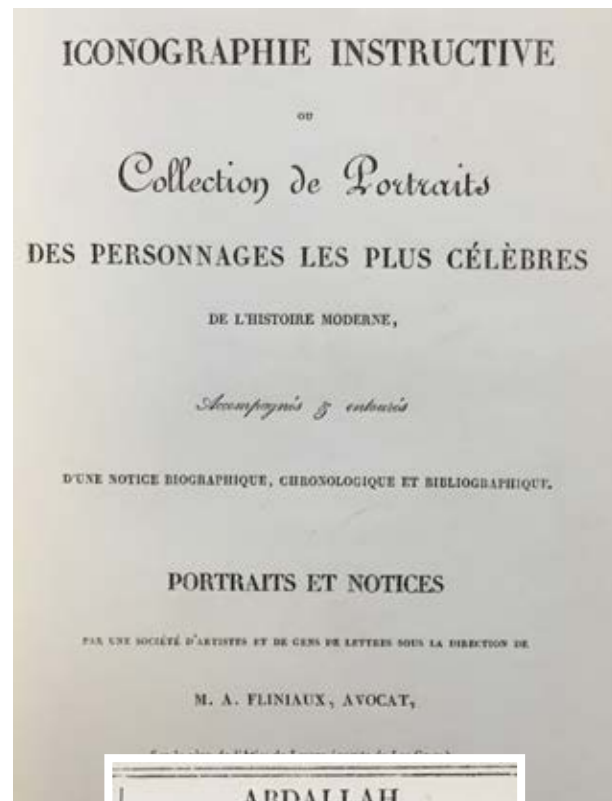 ICONOGRAPHIE INSTRUCTIVE
OU
Collection de Portraits
DES PERSONNAGES LES PLUS CÉLÈBRES
DE L'HISTOIRE MODERNE,
Accompagnés & entourés
D'UNE NOTICE BIOGRAPHIQUE, CHRONOLOGIQUE ET BIBLIOGRAPHIQUE.
PORTRAITS ET NOTICES
PAR UNE SOCIÉTÉ D'ARTISTES ET DE GENS DE LETTRES SOUS LA DIRECTION DE
M. A. FLINIAUX, AVOCAT,
ABDALLAH